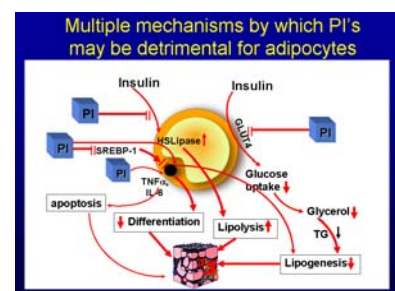 Multiple mechanisms by which PI's
may be detrimental for adipocytes
Insulin
Insulin
PI
GLUT4
PI
HSLipase
PI
SREBP-1
PI
TNFα,
IL-6
Glucose
uptake
apoptosis
Differentiation
Lipolysis
Glycerol
TG
Lipogenesis